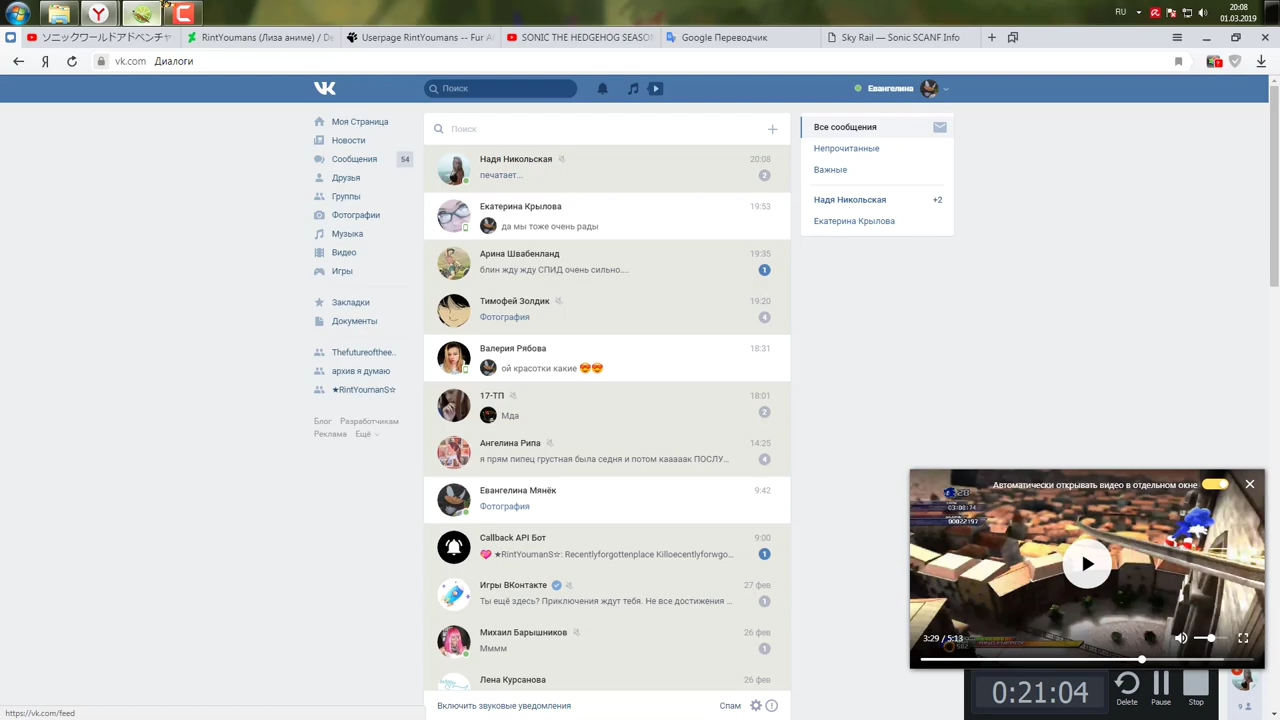 RU
20:08
01.03.2019
ソニックワールドアドベンチャ
RintYoumans (Лиза аниме) / De
Userpage RintYoumans -- Fur A
SONIC THE HEDGEHOG SEASON
Google Переводчик
Sky Rail — Sonic SCANF Info
Я
vk.com Диалоги
Поиск
Евангелина
Моя Страница
Новости
Сообщения 54
Друзья
Группы
Фотографии
Музыка
Видео
Игры
Закладки
Документы
Thefutureofthee..
архив я думаю
★RintYoumanS☆
Блог Разработчикам
Реклама Ещё
Поиск
Надя Никольская 20:08
печатает... 2
Екатерина Крылова 19:53
да мы тоже очень рады
Арина Швабенланд 19:35
блин жду жду СПИД очень сильно.... 1
Тимофей Золдик 19:20
Фотография 4
Валерия Рябова 18:31
ой красотки какие 😍😍
17-ТП 18:01
Мда 2
Ангелина Рипа 14:25
я прям пипец грустная была седня и потом кааааак ПОСЛУ... 4
Евангелина Мянёк 9:42
Фотография
Callback API Бот 9:00
💖 ★RintYoumanS☆: Recentlyforgottenplace Killoecentlyforwgo... 1
Игры ВКонтакте 27 фев
Ты ещё здесь? Приключения ждут тебя. Не все достижения ... 1
Михаил Барышников 26 фев
Мммм 1
Лена Курсанова 26 фев
Включить звуковые уведомления Спам
Все сообщения
Непрочитанные
Важные
Надя Никольская +2
Екатерина Крылова
Автоматически открывать видео в отдельном окне
03:08:74
00022197
3:29 / 5:13
0:21:04
Delete Pause Stop
9
https://vk.com/feed